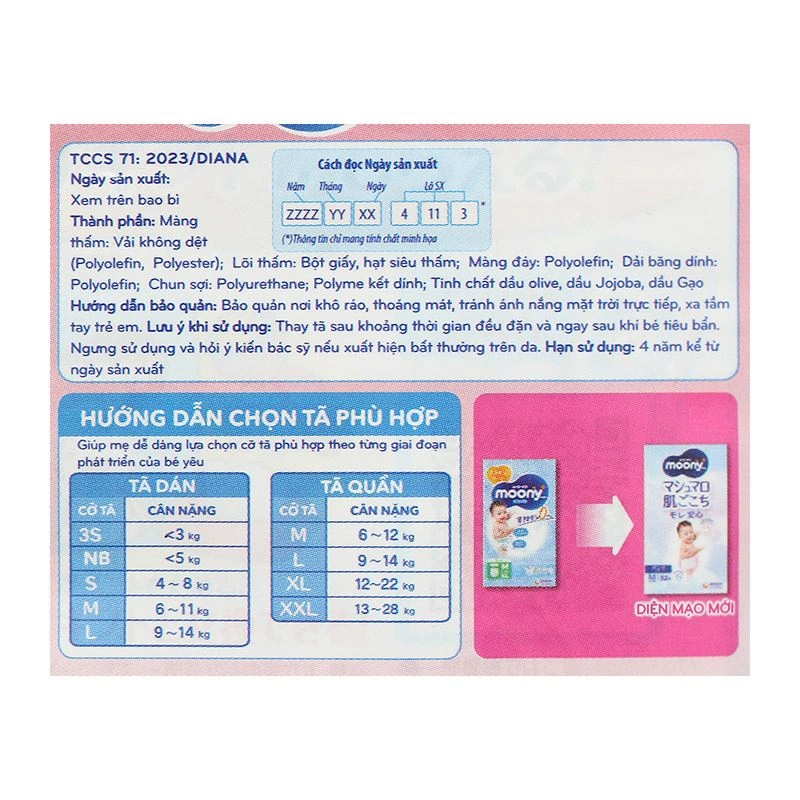 TCCS 71: 2023/DIANA
Ngày sản xuất:
Xem trên bao bì
Thành phần: Màng
thấm: Vải không dệt
Cách đọc Ngày sản xuất
Năm Tháng Ngày Lô SX
ZZZZ YY XX 4 11 3 *
(*)Thông tin chỉ mang tính chất minh họa
(Polyolefin, Polyester); Lõi thấm: Bột giấy, hạt siêu thấm; Màng đáy: Polyolefin; Dải băng dính:
Polyolefin; Chun sợi: Polyurethane; Polyme kết dính; Tinh chất dầu olive, dầu Jojoba, dầu Gạo
Hướng dẫn bảo quản: Bảo quản nơi khô ráo, thoáng mát, tránh ánh nắng mặt trời trực tiếp, xa tầm
tay trẻ em. Lưu ý khi sử dụng: Thay tã sau khoảng thời gian đều đặn và ngay sau khi bé tiêu bẩn.
Ngưng sử dụng và hỏi ý kiến bác sỹ nếu xuất hiện bất thường trên da. Hạn sử dụng: 4 năm kể từ
ngày sản xuất
HƯỚNG DẪN CHỌN TÃ PHÙ HỢP
Giúp mẹ dễ dàng lựa chọn cỡ tã phù hợp theo từng giai đoạn
phát triển của bé yêu
TÃ DÁN
CỠ TÃ CÂN NẶNG
3S <3 kg
NB <5 kg
S 4~8 kg
M 6~11 kg
L 9~14 kg
TÃ QUẦN
CỠ TÃ CÂN NẶNG
M 6~12 kg
L 9~14 kg
XL 12~22 kg
XXL 13~28 kg
moony
moony
マシュマロ
肌ごこち
モレ安心
M 52
DIỆN MẠO MỚI